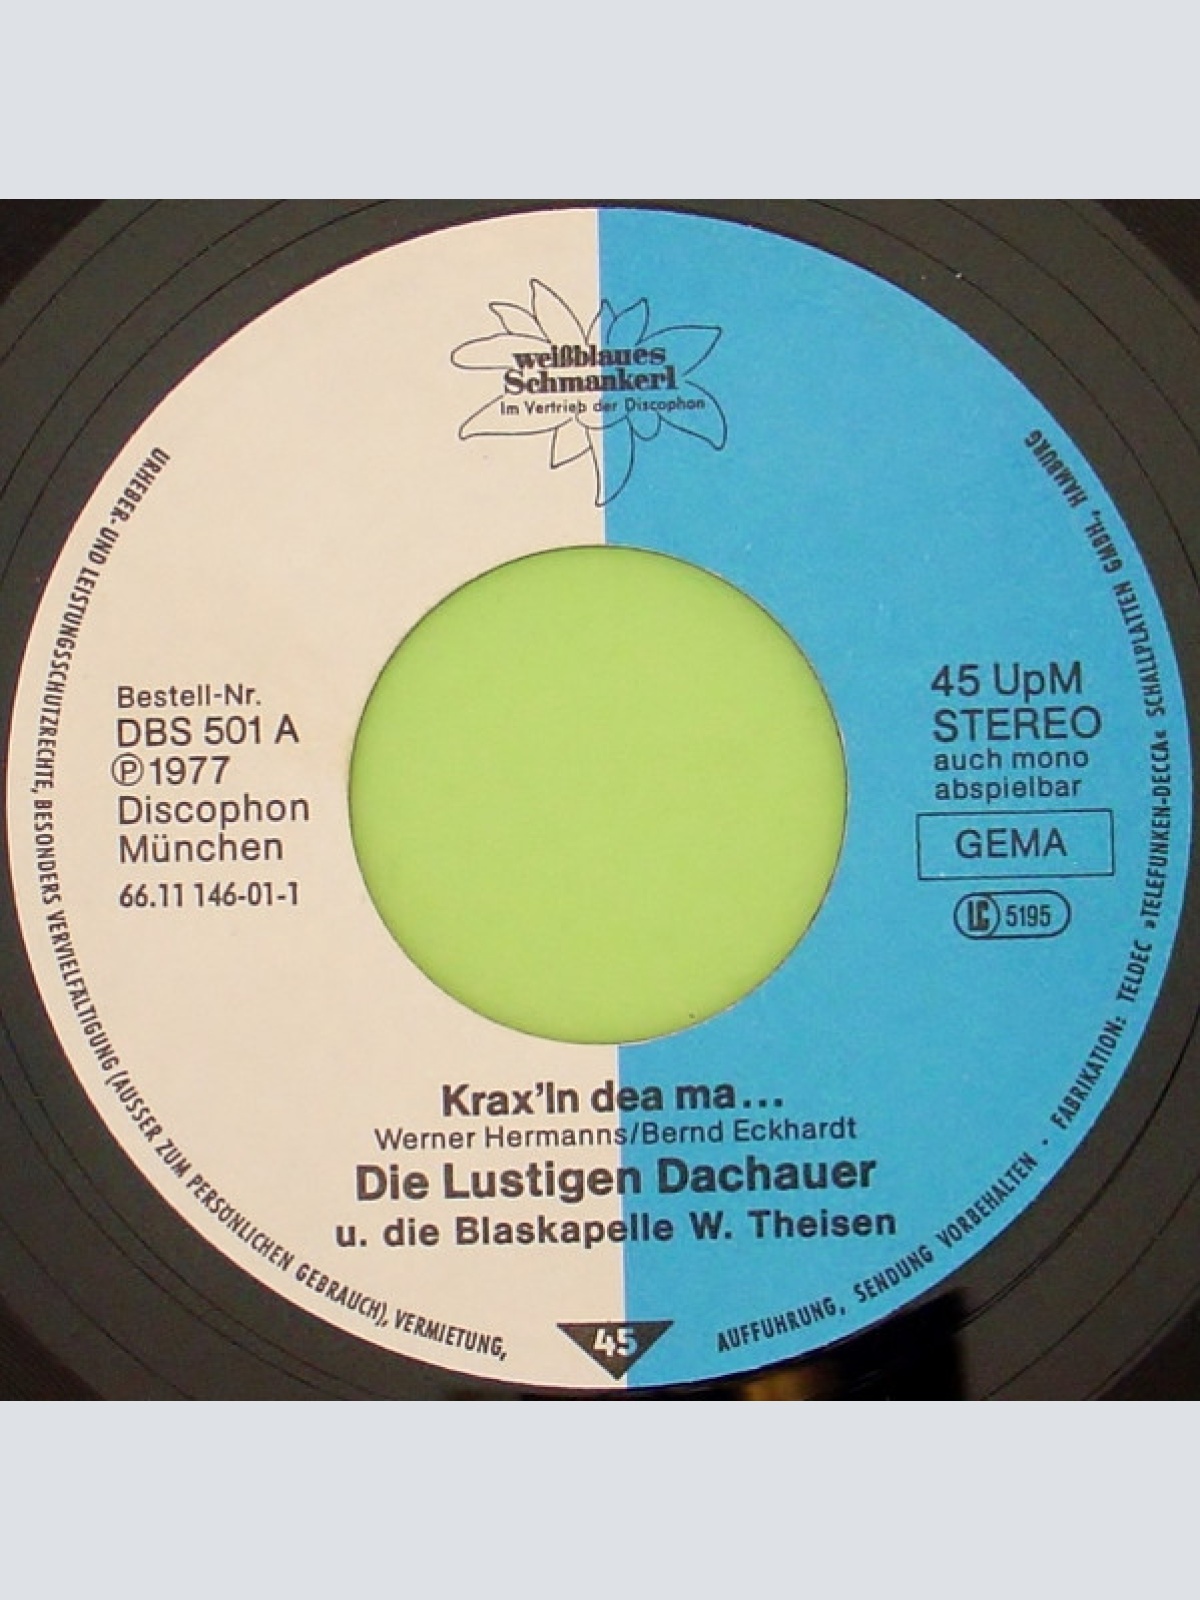 weißblaues
Schmankerl
Im Vertrieb der Discophon
Bestell-Nr.
DBS 501 A
Ⓟ 1977
Discophon
München
66.11 146-01-1
45 UpM
STEREO
auch mono
abspielbar
GEMA
LC 5195
Krax'ln dea ma...
Werner Hermanns/Bernd Eckhardt
Die Lustigen Dachauer
u. die Blaskapelle W. Theisen
45
URHEBER- UND LEISTUNGSSCHUTZRECHTE, BESONDERS VERVIELFÄLTIGUNG (AUSSER ZUM PERSÖNLICHEN GEBRAUCH), VERMIETUNG,
AUFFÜHRUNG, SENDUNG VORBEHALTEN · FABRIKATION: TELDEC »TELEFUNKEN-DECCA« SCHALLPLATTEN GMBH., HAMBURG